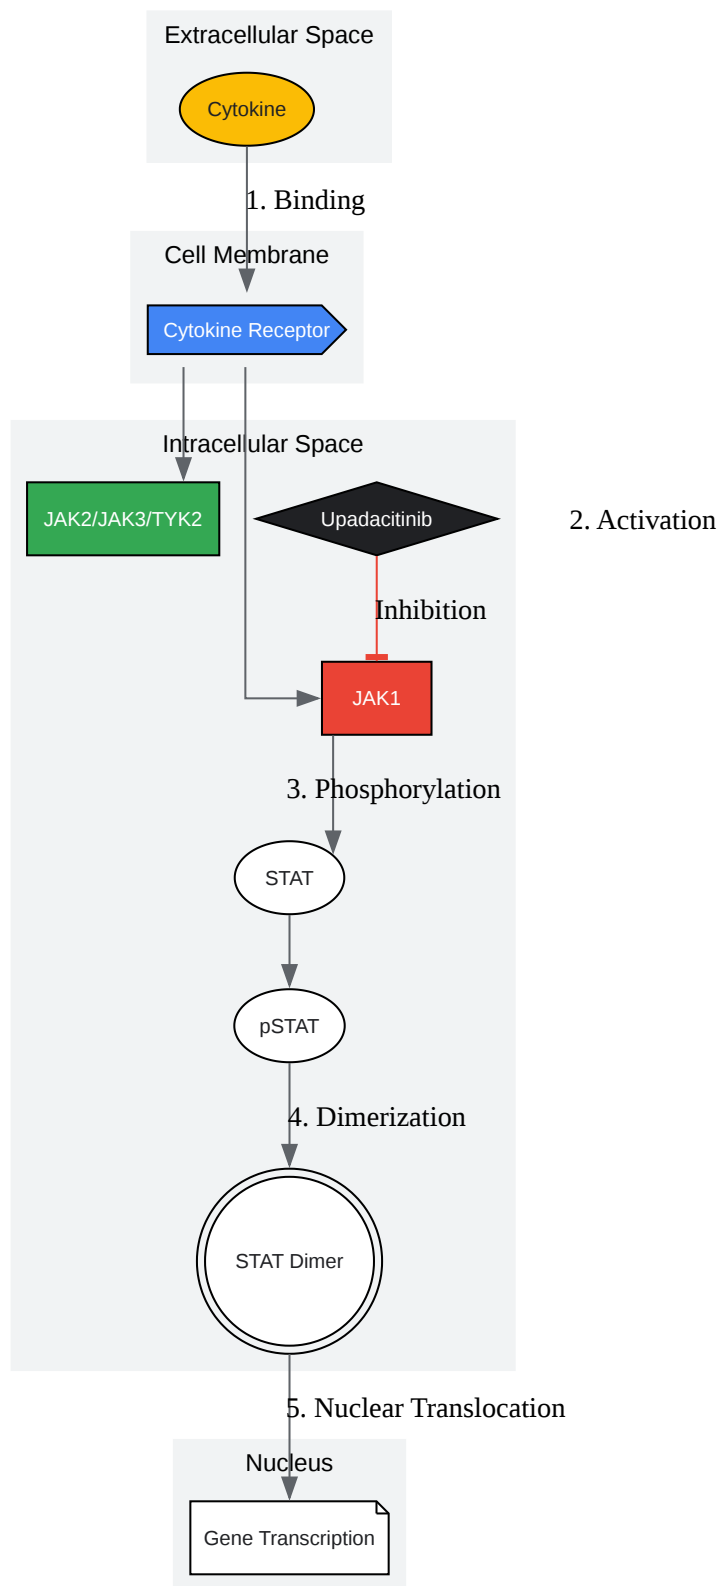 Extracellular Space
Cytokine
1. Binding
Cell Membrane
Cytokine Receptor
Intracellular Space
JAK2/JAK3/TYK2
Upadacitinib
2. Activation
Inhibition
JAK1
3. Phosphorylation
STAT
pSTAT
4. Dimerization
STAT Dimer
5. Nuclear Translocation
Nucleus
Gene Transcription